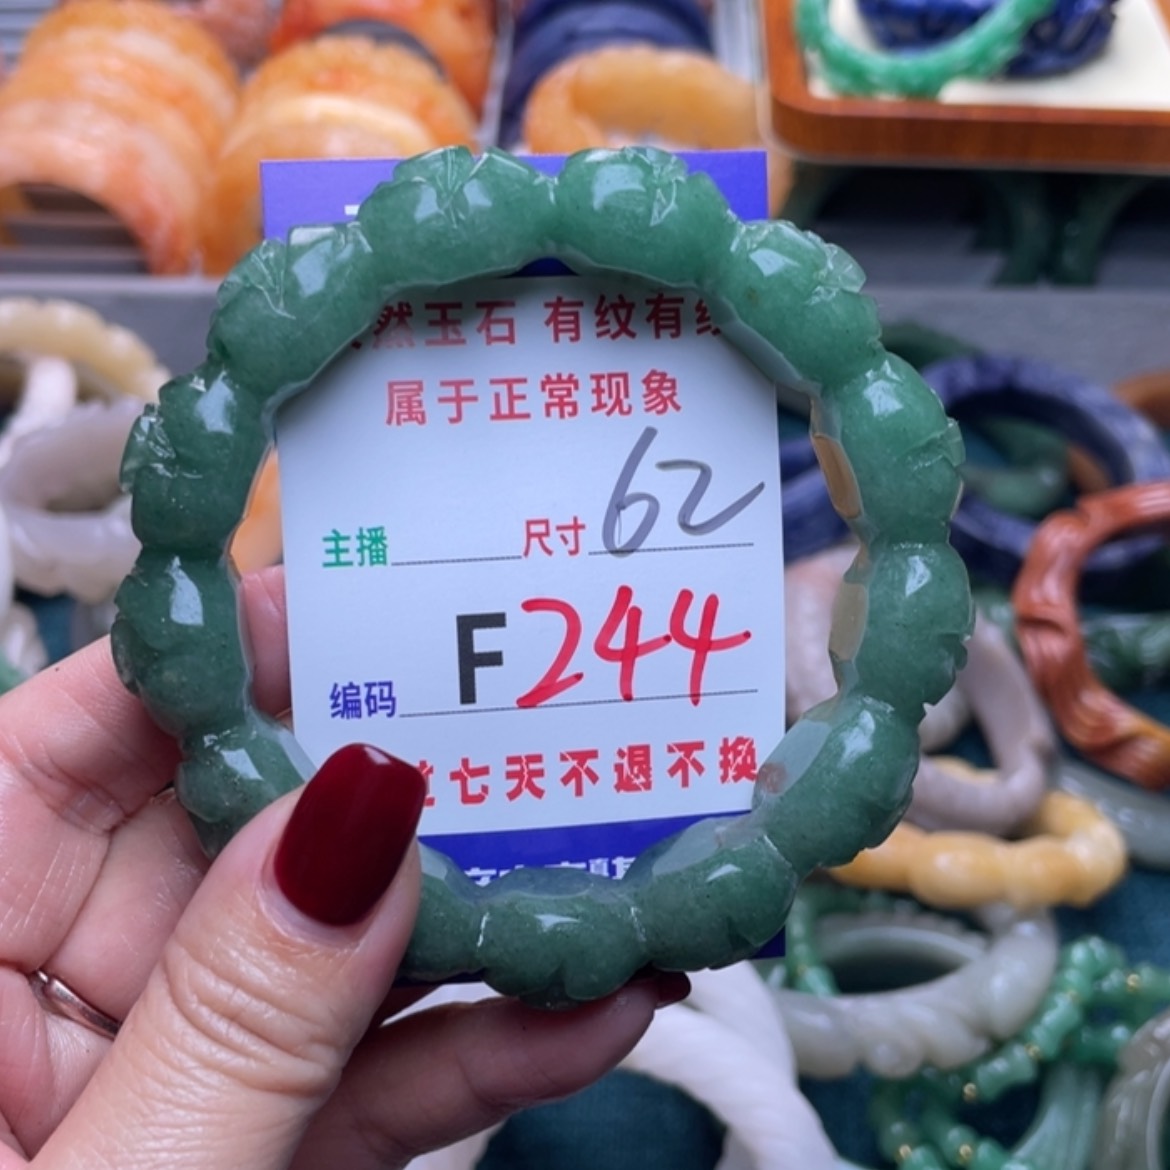 然玉石 有纹有
属于正常现象
主播 尺寸 62
编码 F244
七天不退不换